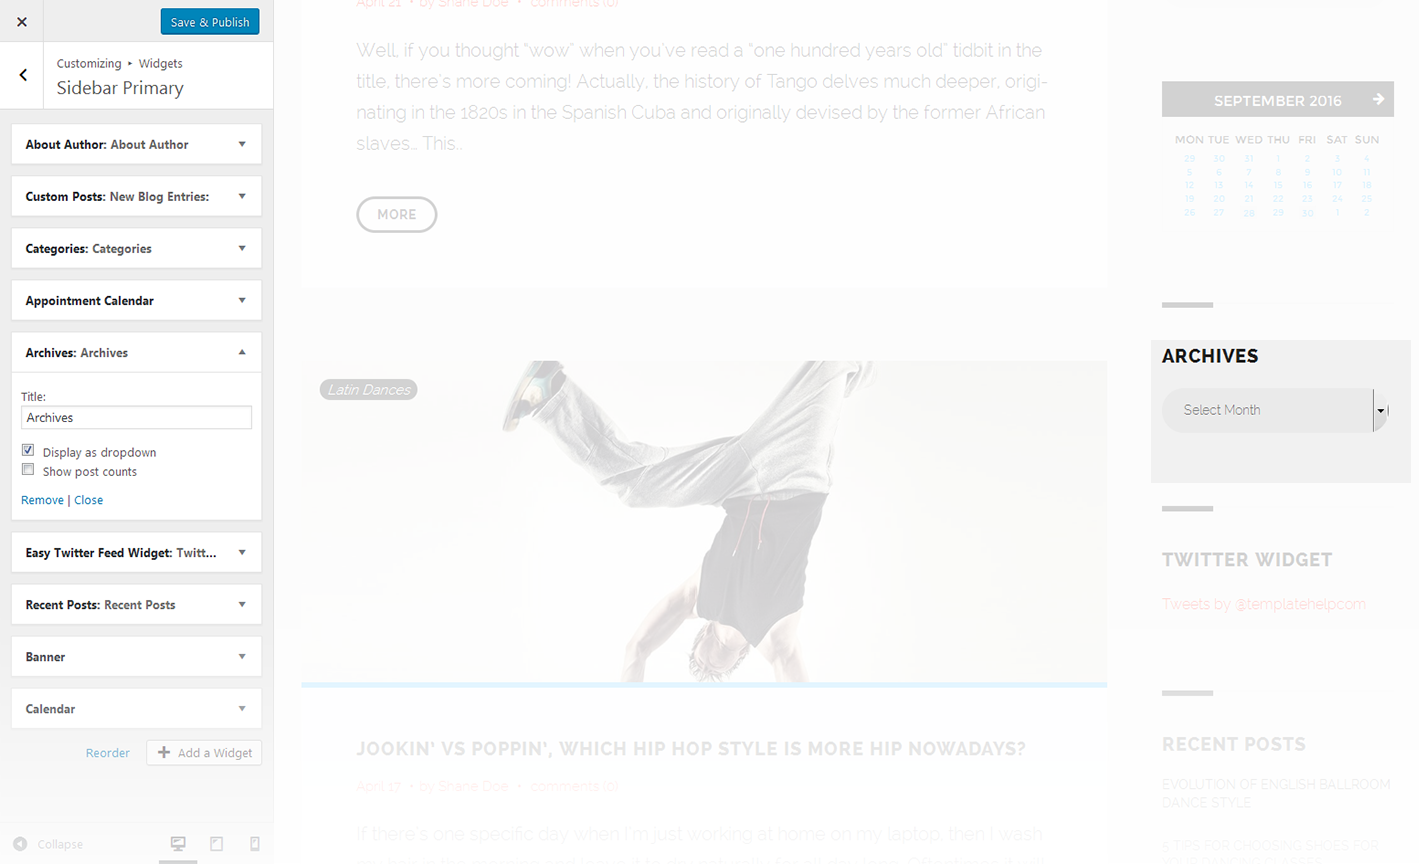 Save & Publish
Customizing ▸ Widgets
Sidebar Primary
About Author: About Author
Custom Posts: New Blog Entries:
Categories: Categories
Appointment Calendar
Archives: Archives
Title:
Archives
Display as dropdown
Show post counts
Remove | Close
Easy Twitter Feed Widget: Twitt...
Recent Posts: Recent Posts
Banner
Calendar
Reorder
Add a Widget
Collapse
April 21 • by Shane Doe • comments (0)
Well, if you thought “wow” when you’ve read a “one hundred years old” tidbit in the
title, there’s more coming! Actually, the history of Tango delves much deeper, origi-
nating in the 1820s in the Spanish Cuba and originally devised by the former African
slaves... This..
MORE
Latin Dances
JOOKIN’ VS POPPIN’, WHICH HIP HOP STYLE IS MORE HIP NOWADAYS?
April 17 • by Shane Doe • comments (0)
If there’s one specific day when I’m just working at home on my laptop, then I wash
SEPTEMBER 2016
MON TUE WED THU FRI SAT SUN
29 30 31 1 2 3 4
5 6 7 8 9 10 11
12 13 14 15 16 17 18
19 20 21 22 23 24 25
26 27 28 29 30 1 2
ARCHIVES
Select Month
TWITTER WIDGET
Tweets by @templatehelpcom
RECENT POSTS
EVOLUTION OF ENGLISH BALLROOM
DANCE STYLE
5 TIPS FOR CHOOSING SHOES FOR